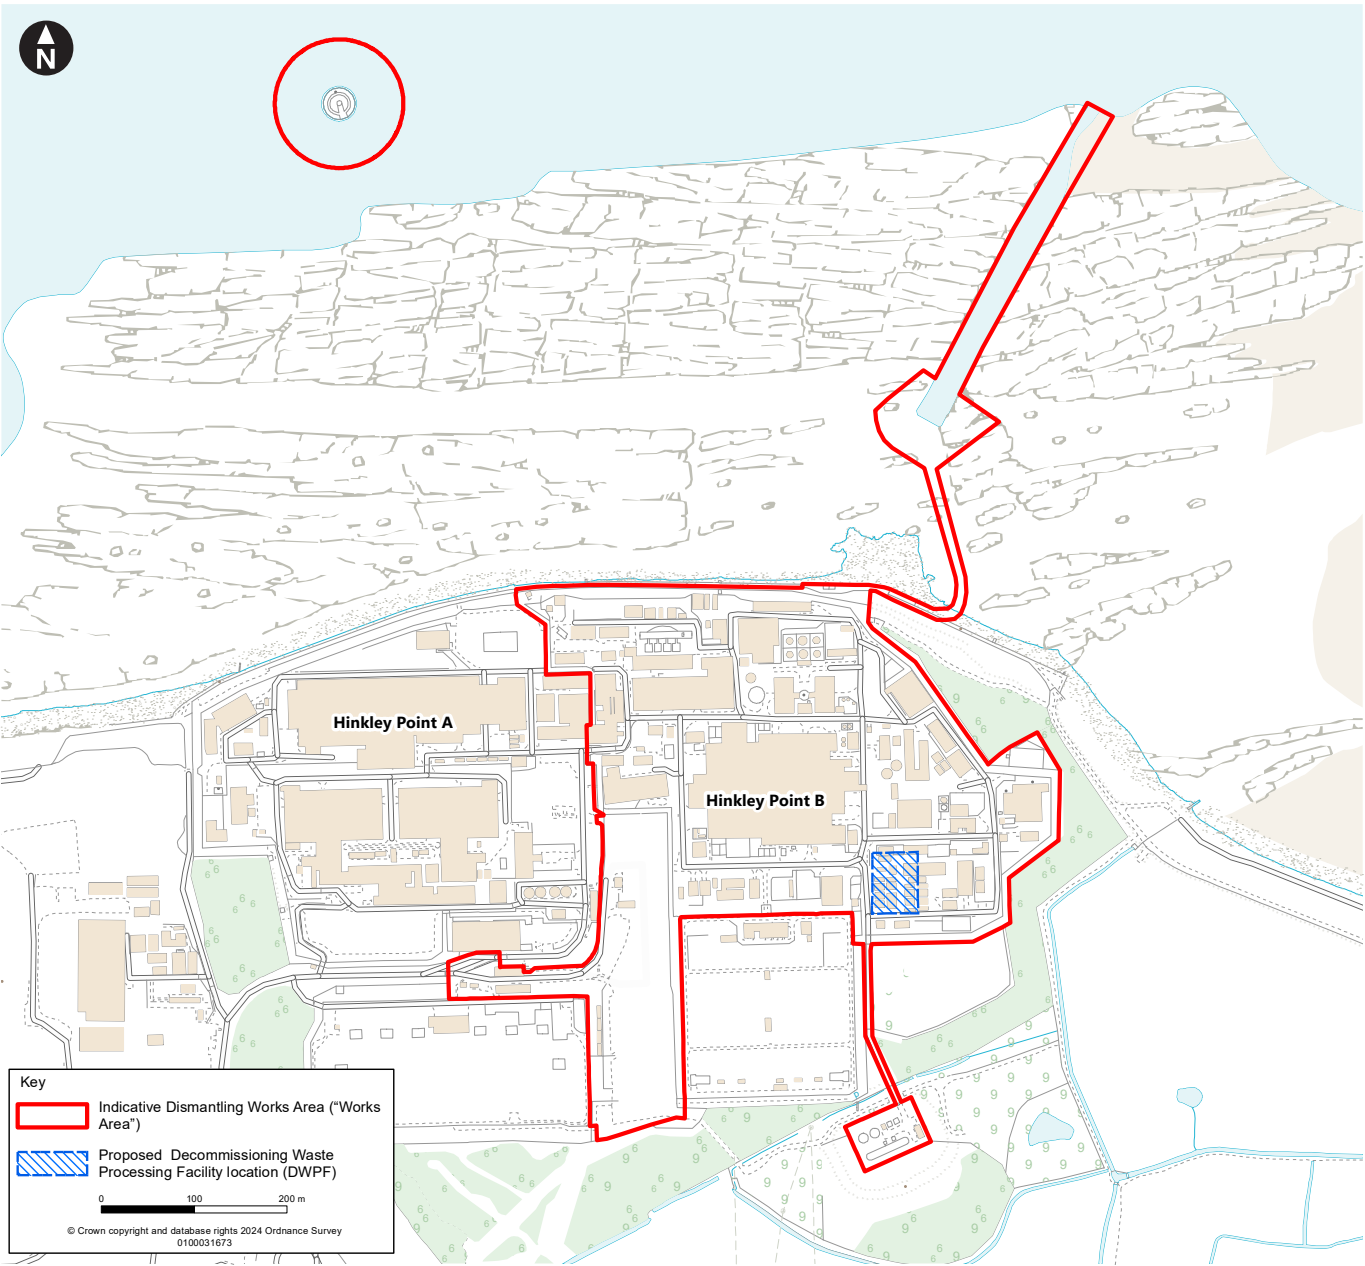 N
Hinkley Point A
Hinkley Point B
Key
Indicative Dismantling Works Area (“Works
Area”)
Proposed Decommissioning Waste
Processing Facility location (DWPF)
0 100 200 m
© Crown copyright and database rights 2024 Ordnance Survey
0100031673